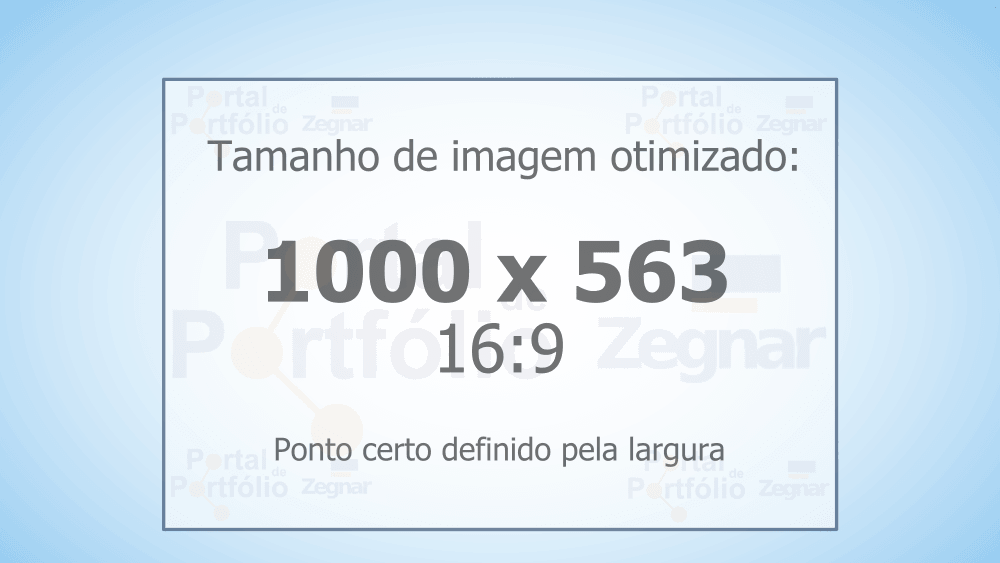 Portal de Portfólio Zegnar
Portal de Portfólio Zegnar
Tamanho de imagem otimizado:
Portal de Portfólio Zegnar
1000 x 563
16:9
Ponto certo definido pela largura
Portal de Portfólio Zegnar
Portal de Portfólio Zegnar